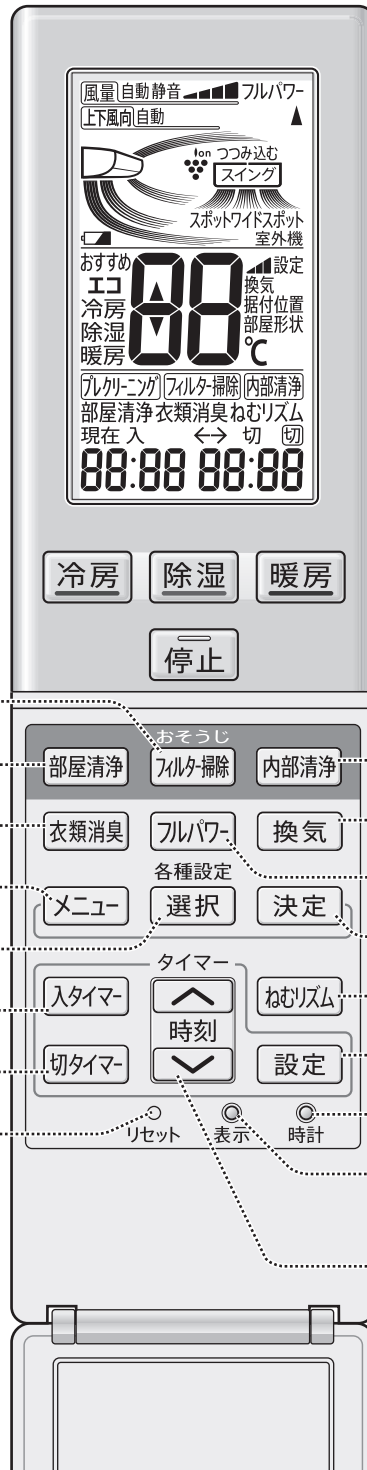 風量 自動 静音 フルパワー
上下風向 自動
Ion つつみ込む
スイング
スポットワイドスポット
室外機
おすすめ 88 設定
エコ 換気
冷房 据付位置
除湿 部屋形状
暖房 ℃
プレクリーニング フィルター掃除 内部清浄
部屋清浄 衣類消臭 ねむリズム
現在 入 ←→ 切 切
88:88 88:88
冷房 除湿 暖房
停止
おそうじ
部屋清浄 フィルター掃除 内部清浄
衣類消臭 フルパワー 換気
各種設定
メニュー 選択 決定
タイマー
入タイマー ねむリズム
時刻
切タイマー 設定
リセット 表示 時計